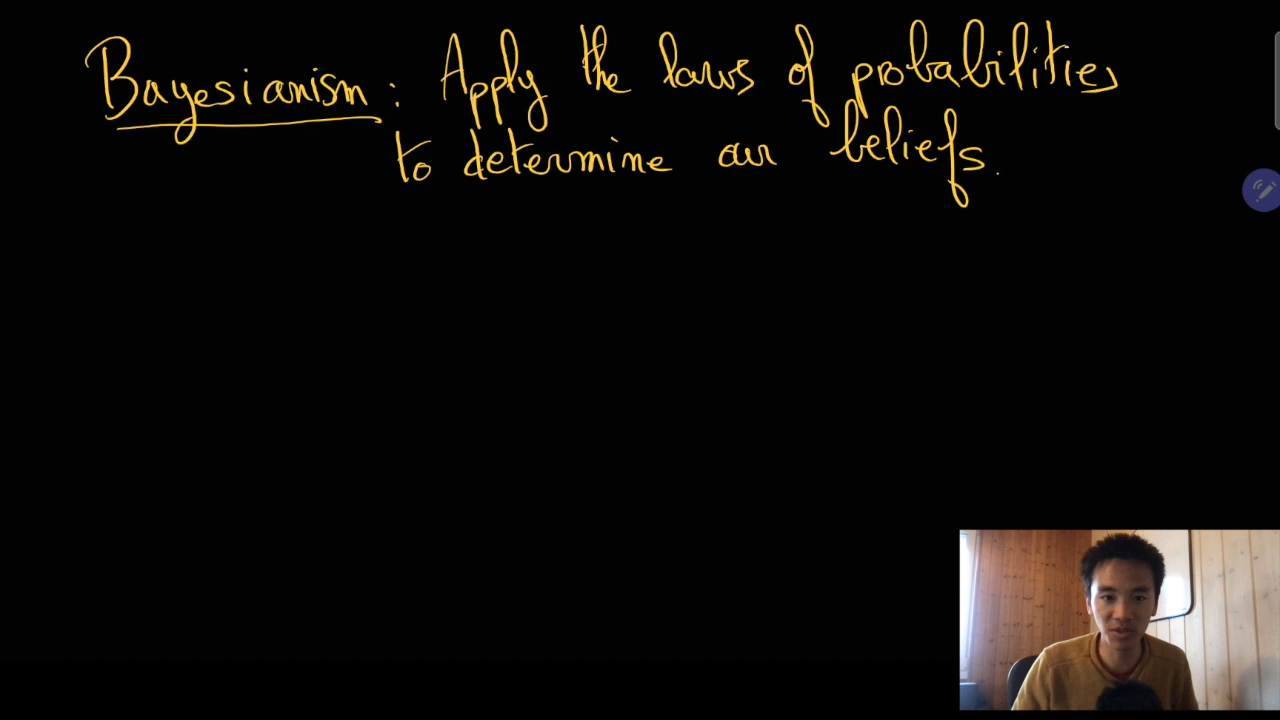 Bayesianism: Apply the laws of probabilities
to determine our beliefs.